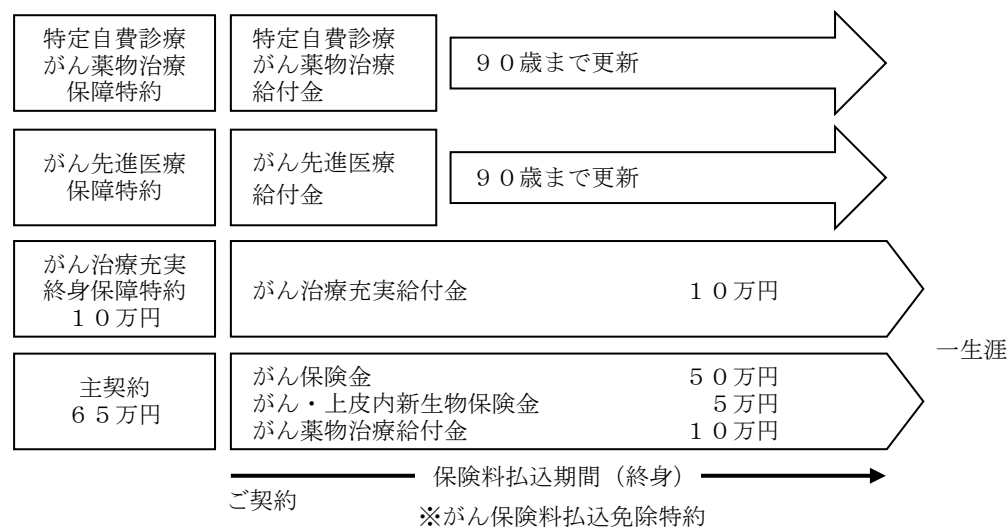 特定自費診療
がん薬物治療
保障特約
特定自費診療
がん薬物治療
給付金
９０歳まで更新
がん先進医療
保障特約
がん先進医療
給付金
９０歳まで更新
がん治療充実
終身保障特約
１０万円
がん治療充実給付金　１０万円
主契約
６５万円
がん保険金　５０万円
がん・上皮内新生物保険金　５万円
がん薬物治療給付金　１０万円
一生涯
保険料払込期間（終身）
ご契約
※がん保険料払込免除特約